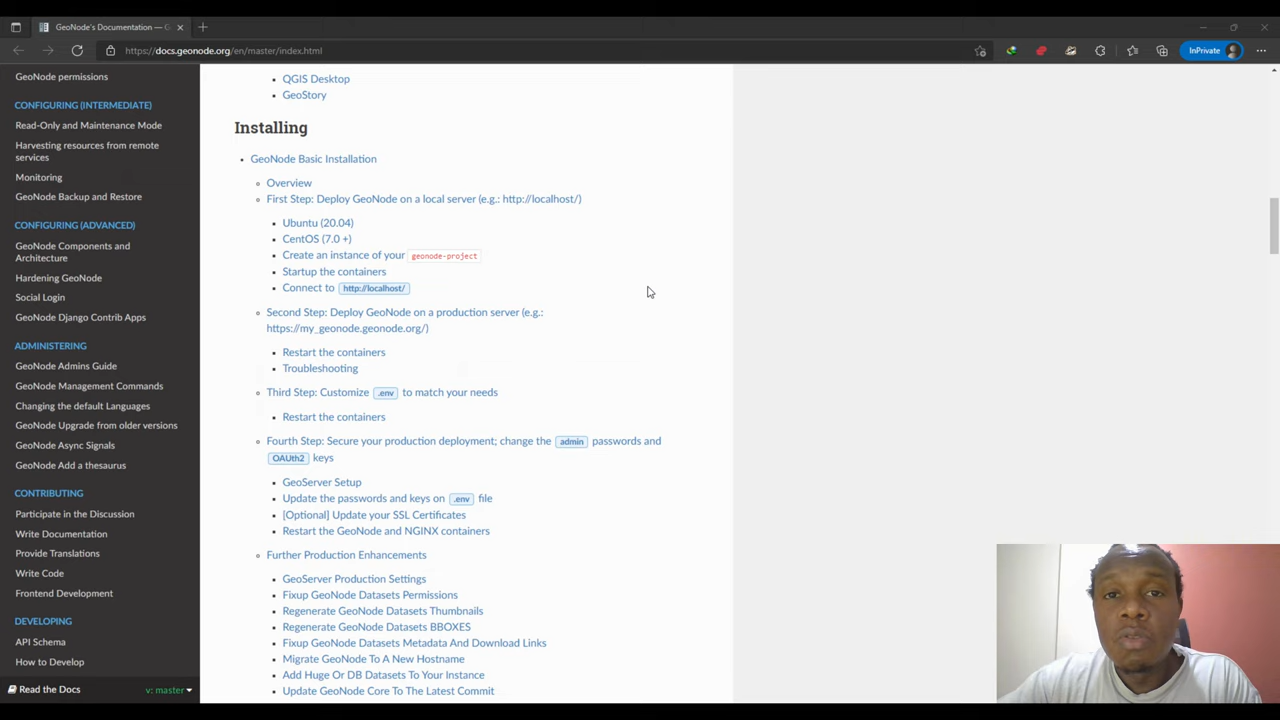 GeoNode's Documentation — G
https://docs.geonode.org/en/master/index.html
InPrivate
GeoNode permissions
CONFIGURING (INTERMEDIATE)
Read-Only and Maintenance Mode
Harvesting resources from remote
services
Monitoring
GeoNode Backup and Restore
CONFIGURING (ADVANCED)
GeoNode Components and
Architecture
Hardening GeoNode
Social Login
GeoNode Django Contrib Apps
ADMINISTERING
GeoNode Admins Guide
GeoNode Management Commands
Changing the default Languages
GeoNode Upgrade from older versions
GeoNode Async Signals
GeoNode Add a thesaurus
CONTRIBUTING
Participate in the Discussion
Write Documentation
Provide Translations
Write Code
Frontend Development
DEVELOPING
API Schema
How to Develop
Read the Docs
v: master
QGIS Desktop
GeoStory
Installing
GeoNode Basic Installation
Overview
First Step: Deploy GeoNode on a local server (e.g.: http://localhost/)
Ubuntu (20.04)
CentOS (7.0 +)
Create an instance of your geonode-project
Startup the containers
Connect to http://localhost/
Second Step: Deploy GeoNode on a production server (e.g.:
https://my_geonode.geonode.org/)
Restart the containers
Troubleshooting
Third Step: Customize .env to match your needs
Restart the containers
Fourth Step: Secure your production deployment; change the admin passwords and
OAUth2 keys
GeoServer Setup
Update the passwords and keys on .env file
[Optional] Update your SSL Certificates
Restart the GeoNode and NGINX containers
Further Production Enhancements
GeoServer Production Settings
Fixup GeoNode Datasets Permissions
Regenerate GeoNode Datasets Thumbnails
Regenerate GeoNode Datasets BBOXES
Fixup GeoNode Datasets Metadata And Download Links
Migrate GeoNode To A New Hostname
Add Huge Or DB Datasets To Your Instance
Update GeoNode Core To The Latest Commit